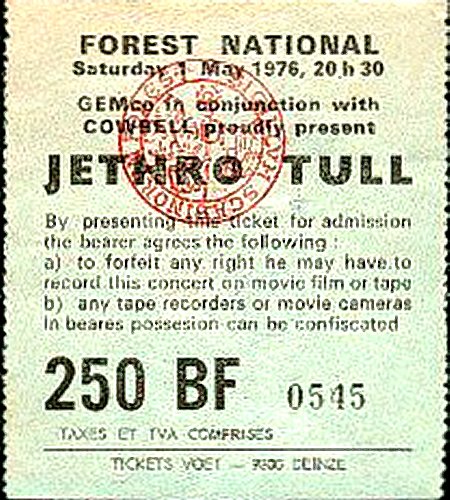 FOREST NATIONAL
Saturday 1 May 1976, 20 h 30
GEMco in conjunction with
COWBELL proudly present
JETHRO TULL
By presenting this ticket for admission
the bearer agrees the following :
a) to forfeit any right he may have to
record this concert on movie film or tape
b) any tape recorders or movie cameras
in beares possesion can be confiscated
250 BF 0545
TAXES ET TVA COMPRISES
TICKETS VOET — 9800 DEINZE